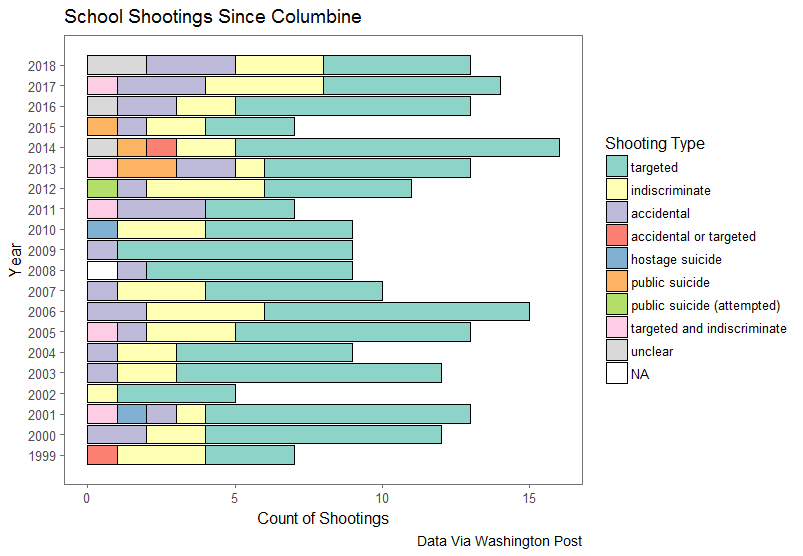 School Shootings Since Columbine
Year
2018
2017
2016
2015
2014
2013
2012
2011
2010
2009
2008
2007
2006
2005
2004
2003
2002
2001
2000
1999
0 5 10 15
Count of Shootings
Data Via Washington Post
Shooting Type
targeted
indiscriminate
accidental
accidental or targeted
hostage suicide
public suicide
public suicide (attempted)
targeted and indiscriminate
unclear
NA